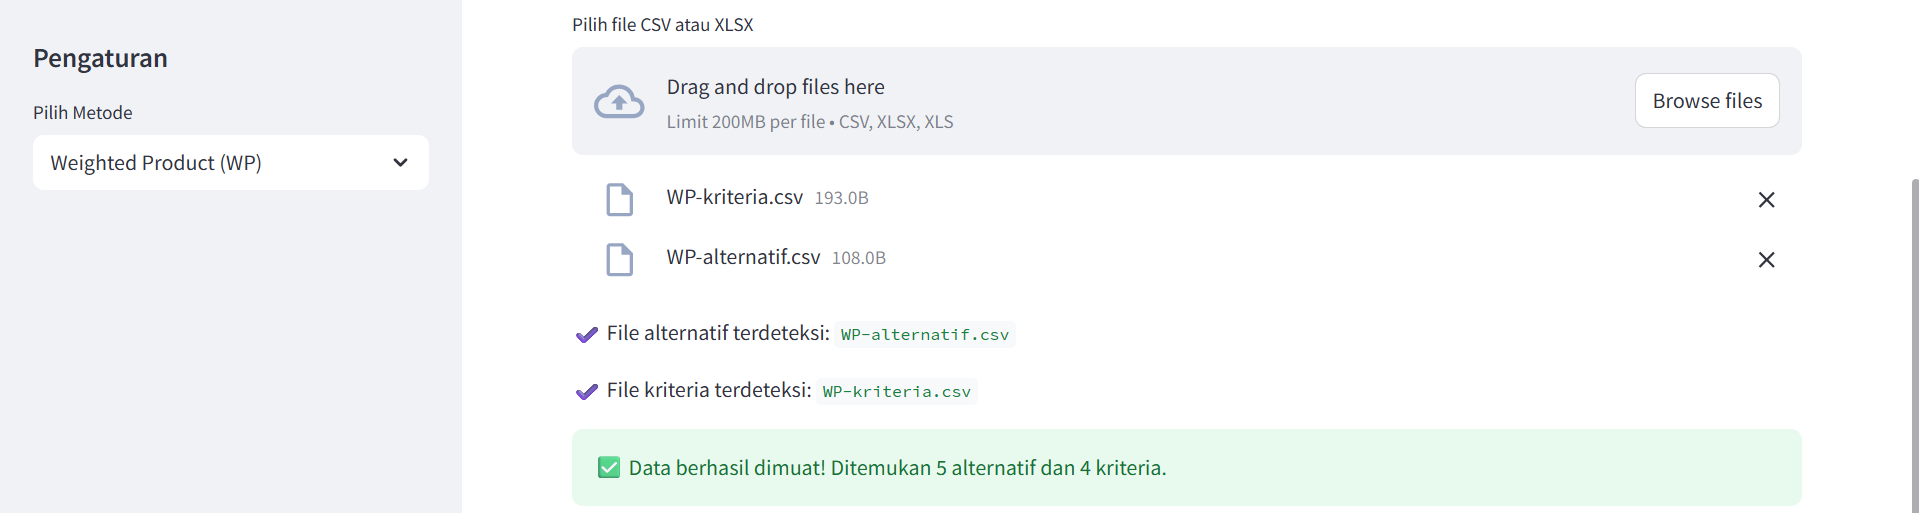 Pengaturan
Pilih Metode
Weighted Product (WP)
Pilih file CSV atau XLSX
Drag and drop files here
Limit 200MB per file • CSV, XLSX, XLS
Browse files
WP-kriteria.csv 193.0B
WP-alternatif.csv 108.0B
File alternatif terdeteksi: WP-alternatif.csv
File kriteria terdeteksi: WP-kriteria.csv
Data berhasil dimuat! Ditemukan 5 alternatif dan 4 kriteria.